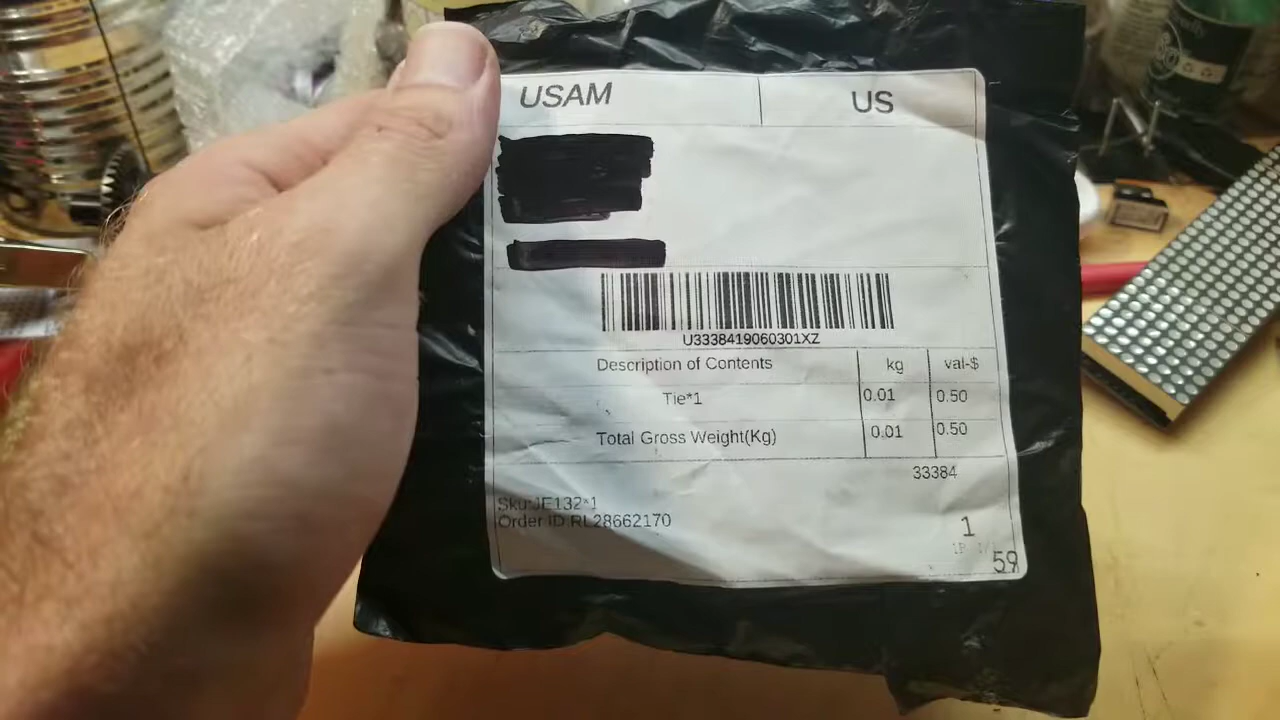 USAM
US
U3338419060301XZ
Description of Contents kg val-$
Tie*1 0.01 0.50
Total Gross Weight(Kg) 0.01 0.50
33384
Sku:JE132*1
Order ID:RL28662170
1
59